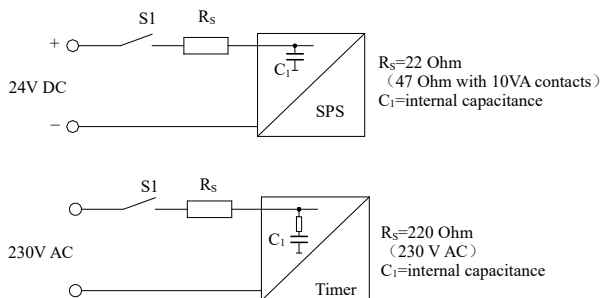 S1
Rs
+
24V DC
C1
−
SPS
Rs=22 Ohm
（47 Ohm with 10VA contacts）
C1=internal capacitance
S1
Rs
230V AC
C1
Timer
Rs=220 Ohm
（230 V AC）
C1=internal capacitance